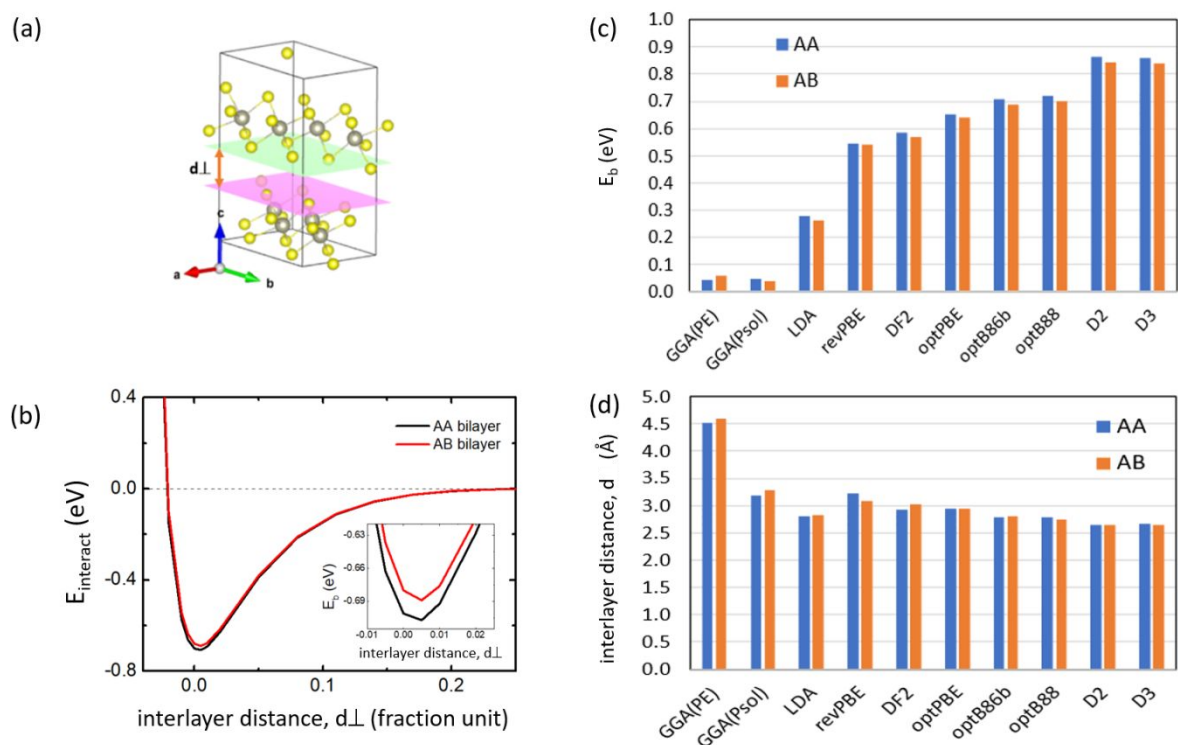 (a)
d⊥
c
a
b
(b)
E_interact (eV)
0.4
0.0
-0.4
-0.8
AA bilayer
AB bilayer
E_b (eV)
-0.63
-0.66
-0.69
-0.01 0.00 0.01 0.02
interlayer distance, d⊥
0.0 0.1 0.2
interlayer distance, d⊥ (fraction unit)
(c)
E_b (eV)
1.0
0.9
0.8
0.7
0.6
0.5
0.4
0.3
0.2
0.1
0.0
AA
AB
GGA(PE) GGA(Psol) LDA revPBE DF2 optPBE optB86b optB88 D2 D3
(d)
interlayer distance, d (Å)
5.0
4.5
4.0
3.5
3.0
2.5
2.0
1.5
1.0
0.5
0.0
AA
AB
GGA(PE) GGA(Psol) LDA revPBE DF2 optPBE optB86b optB88 D2 D3